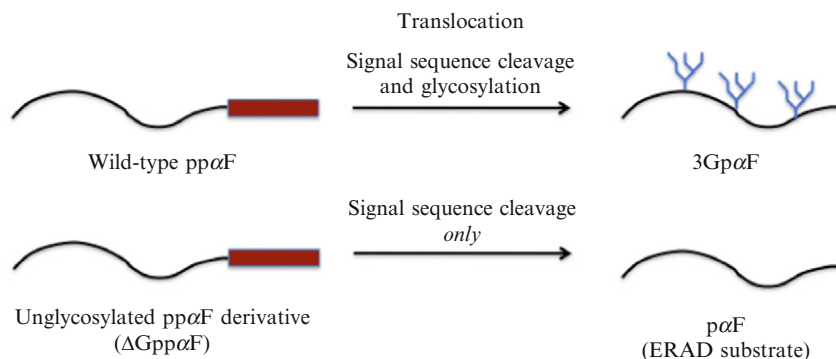 Translocation
Signal sequence cleavage
and glycosylation
Wild-type ppαF
3GpαF
Signal sequence cleavage
only
Unglycosylated ppαF derivative
(ΔGppαF)
pαF
(ERAD substrate)